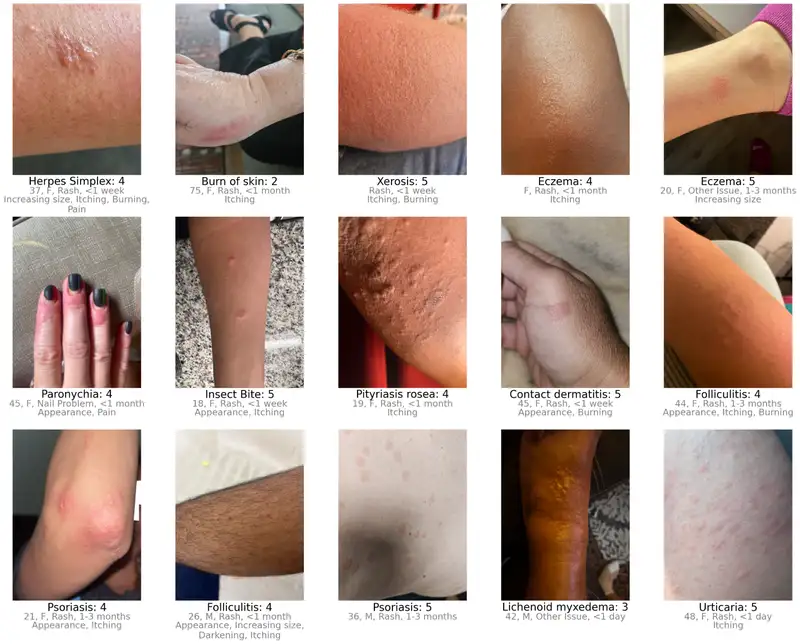 Herpes Simplex: 4
37, F, Rash, <1 week
Increasing size, Itching, Burning,
Pain
Burn of skin: 2
75, F, Rash, <1 month
Itching
Xerosis: 5
Rash, <1 week
Itching, Burning
Eczema: 4
F, Rash, <1 month
Itching
Eczema: 5
20, F, Other Issue, 1-3 months
Increasing size
Paronychia: 4
45, F, Nail Problem, <1 month
Appearance, Pain
Insect Bite: 5
18, F, Rash, <1 week
Appearance, Itching
Pityriasis rosea: 4
19, F, Rash, <1 month
Itching
Contact dermatitis: 5
45, F, Rash, <1 week
Appearance, Burning
Folliculitis: 4
44, F, Rash, 1-3 months
Appearance, Itching, Burning
Psoriasis: 4
21, F, Rash, 1-3 months
Appearance, Itching
Folliculitis: 4
26, M, Rash, <1 month
Appearance, Increasing size,
Darkening, Itching
Psoriasis: 5
36, M, Rash, 1-3 months
Lichenoid myxedema: 3
42, M, Other Issue, <1 day
Urticaria: 5
48, F, Rash, <1 day
Itching